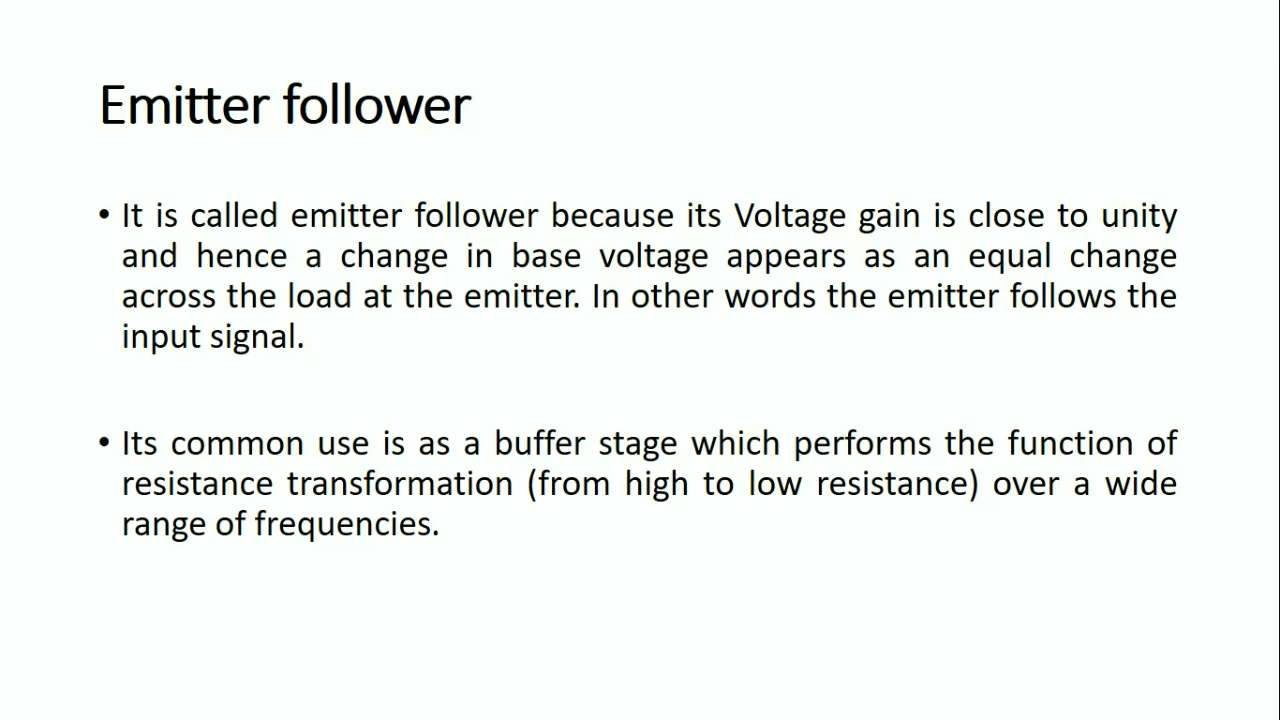 Emitter follower
• It is called emitter follower because its Voltage gain is close to unity
and hence a change in base voltage appears as an equal change
across the load at the emitter. In other words the emitter follows the
input signal.
• Its common use is as a buffer stage which performs the function of
resistance transformation (from high to low resistance) over a wide
range of frequencies.